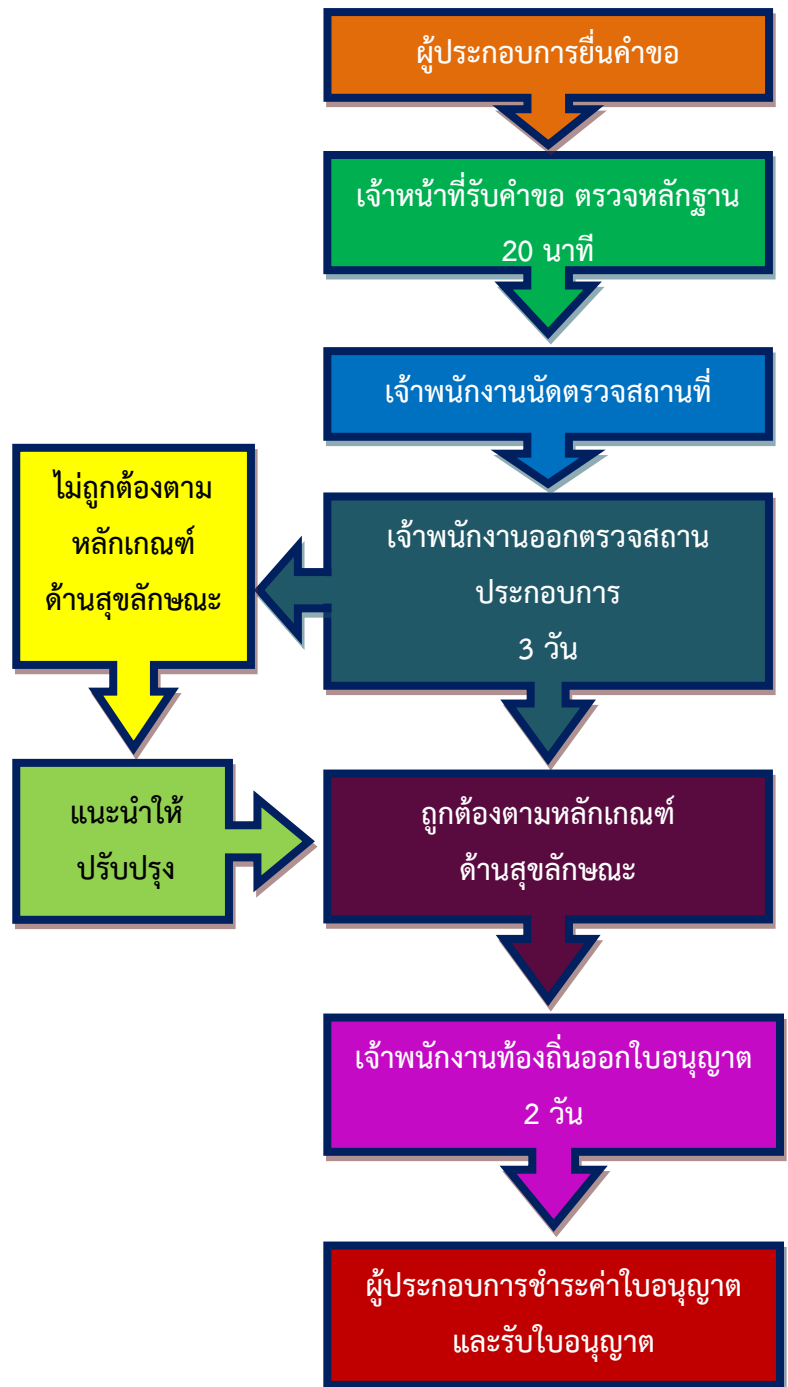 ผู้ประกอบการยื่นคำขอ
เจ้าหน้าที่รับคำขอ ตรวจหลักฐาน
20 นาที
เจ้าพนักงานนัดตรวจสถานที่
เจ้าพนักงานออกตรวจสถาน
ประกอบการ
3 วัน
ไม่ถูกต้องตาม
หลักเกณฑ์
ด้านสุขลักษณะ
แนะนำให้
ปรับปรุง
ถูกต้องตามหลักเกณฑ์
ด้านสุขลักษณะ
เจ้าพนักงานท้องถิ่นออกใบอนุญาต
2 วัน
ผู้ประกอบการชำระค่าใบอนุญาต
และรับใบอนุญาต